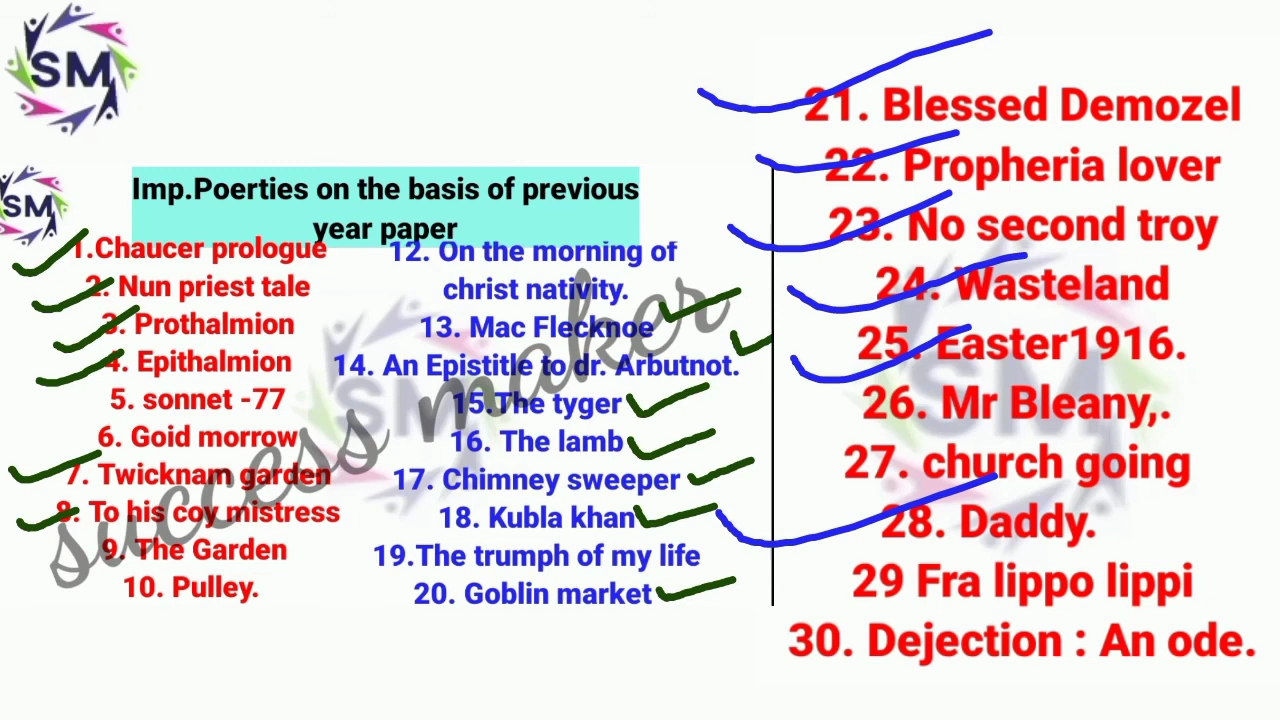 SM
SM
Imp.Poerties on the basis of previous
year paper
1.Chaucer prologue
2. Nun priest tale
3. Prothalmion
4. Epithalmion
5. sonnet -77
6. Goid morrow
7. Twicknam garden
8. To his coy mistress
9. The Garden
10. Pulley.
12. On the morning of
christ nativity.
13. Mac Flecknoe
14. An Epistitle to dr. Arbutnot.
15.The tyger
16. The lamb
17. Chimney sweeper
18. Kubla khan
19.The trumph of my life
20. Goblin market
21. Blessed Demozel
22. Propheria lover
23. No second troy
24. Wasteland
25. Easter1916.
26. Mr Bleany,.
27. church going
28. Daddy.
29 Fra lippo lippi
30. Dejection : An ode.
success maker
SM
SM